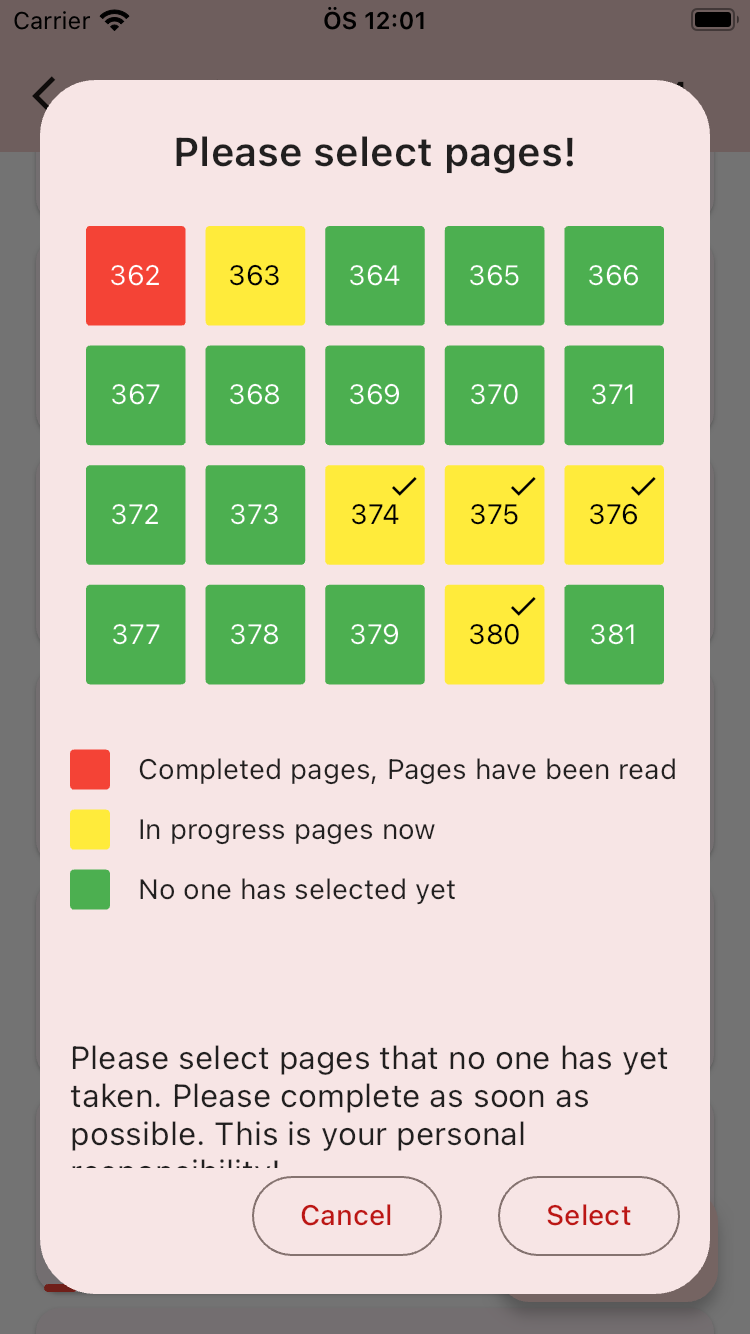 Carrier ÖS 12:01
Please select pages!
362 363 364 365 366
367 368 369 370 371
372 373 374 375 376
377 378 379 380 381
Completed pages, Pages have been read
In progress pages now
No one has selected yet
Please select pages that no one has yet
taken. Please complete as soon as
possible. This is your personal
responsibility!
Cancel Select